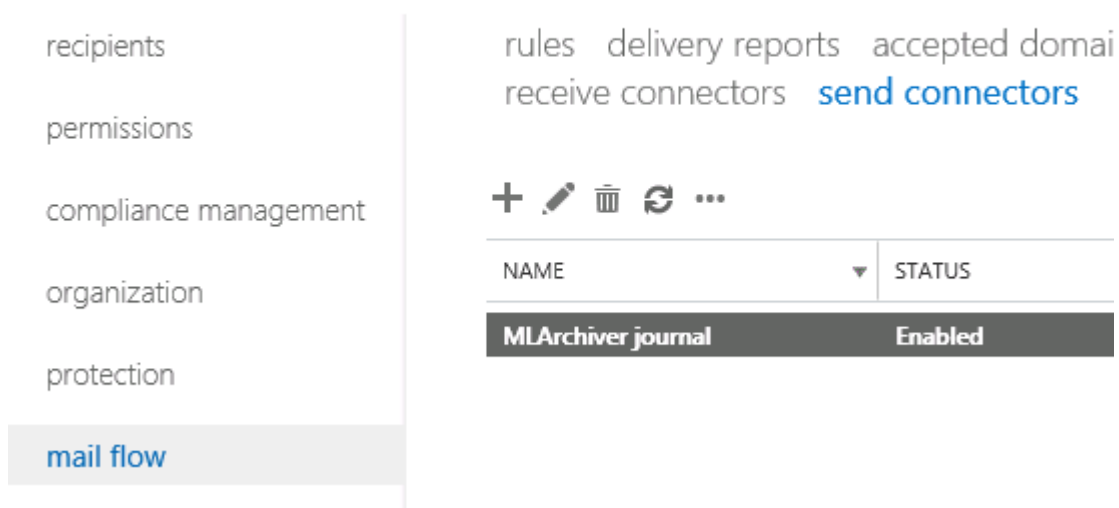 recipients
permissions
compliance management
organization
protection
mail flow
rules delivery reports accepted domai
receive connectors send connectors
NAME STATUS
MLArchiver journal Enabled